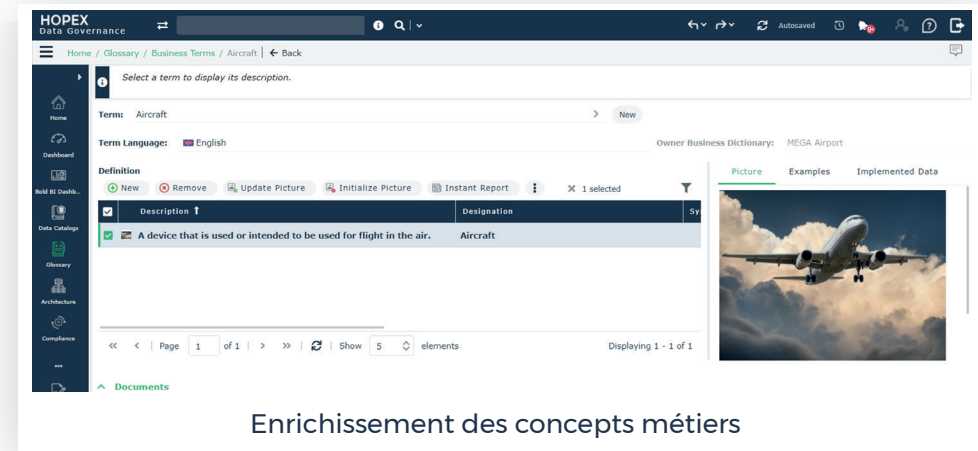 HOPEX
Data Governance
Autosaved
9+
Home / Glossary / Business Terms / Aircraft | ← Back
Select a term to display its description.
Term: Aircraft > New
Term Language: English Owner Business Dictionary: MEGA Airport
Definition
New Remove Update Picture Initialize Picture Instant Report 1 selected
Picture Examples Implemented Data
Description ↑ Designation Sy
A device that is used or intended to be used for flight in the air. Aircraft
Home
Dashboard
Bold BI Dashb...
Data Catalogs
Glossary
Architecture
Compliance
...
<< < | Page 1 of 1 | > >> | Show 5 elements Displaying 1 - 1 of 1
Documents
Enrichissement des concepts métiers